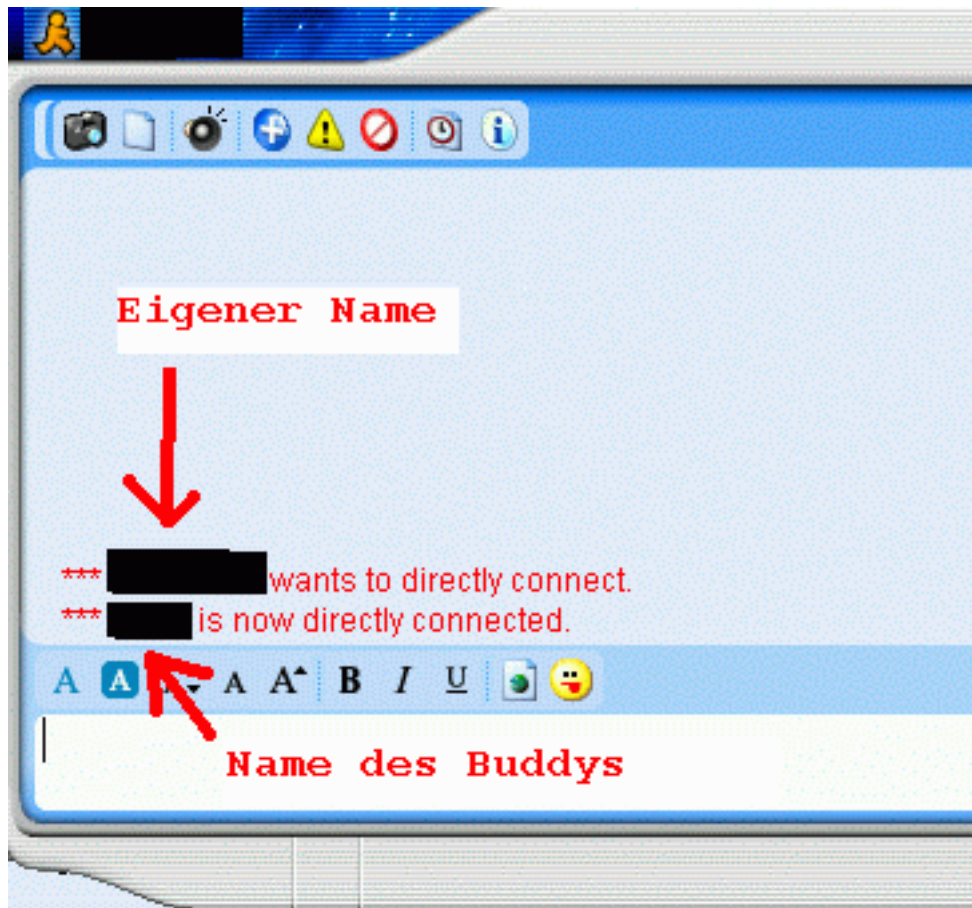 Eigener Name
*** wants to directly connect.
*** is now directly connected.
A A A A B I U
Name des Buddys